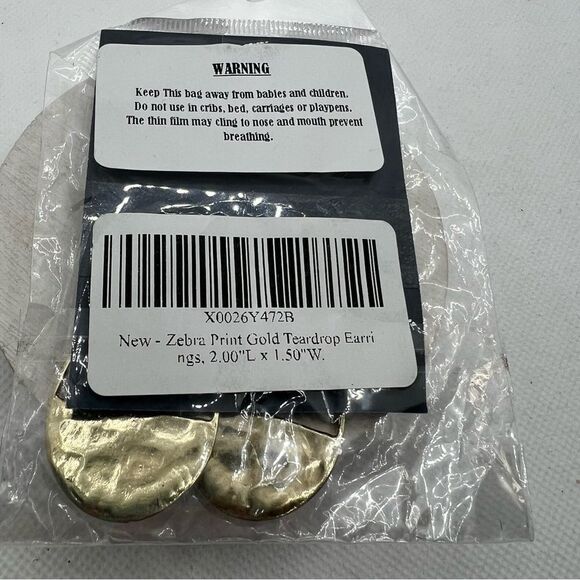 WARNING
Keep This bag away from babies and children.
Do not use in cribs, bed, carriages or playpens.
The thin film may cling to nose and mouth prevent
breathing.
X0026Y472B
New - Zebra Print Gold Teardrop Earri
ngs, 2.00"L x 1.50"W.